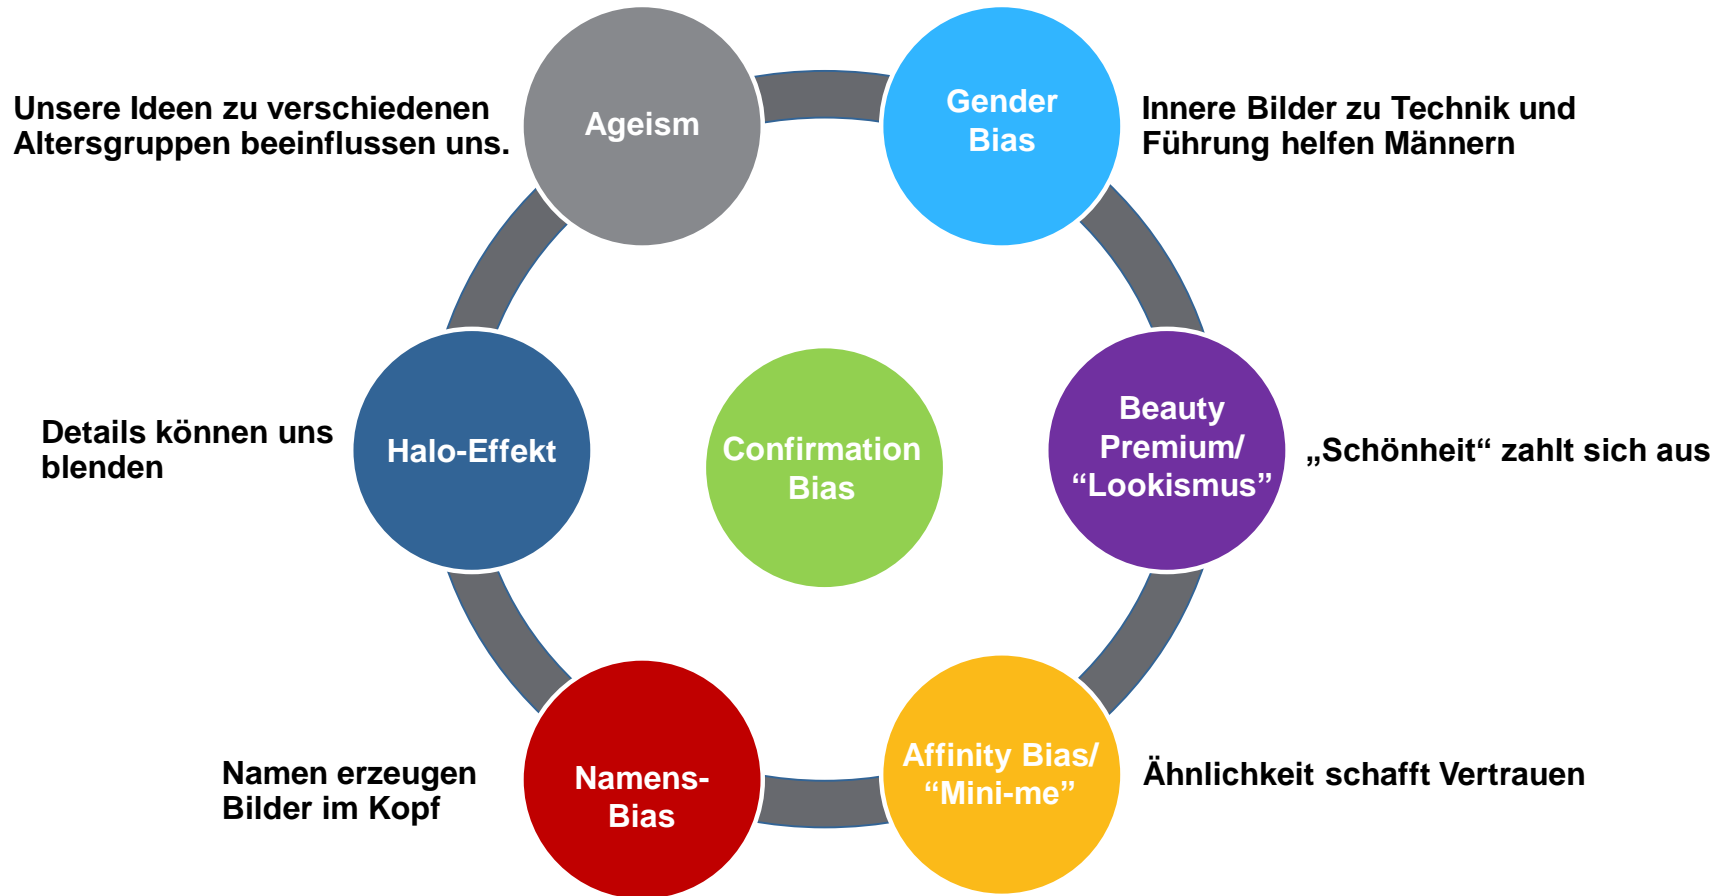 Unsere Ideen zu verschiedenen
Altersgruppen beeinflussen uns.
Ageism
Gender
Bias
Innere Bilder zu Technik und
Führung helfen Männern
Details können uns
blenden
Halo-Effekt
Confirmation
Bias
Beauty
Premium/
“Lookismus”
„Schönheit“ zahlt sich aus
Namen erzeugen
Bilder im Kopf
Namens-
Bias
Affinity Bias/
“Mini-me”
Ähnlichkeit schafft Vertrauen